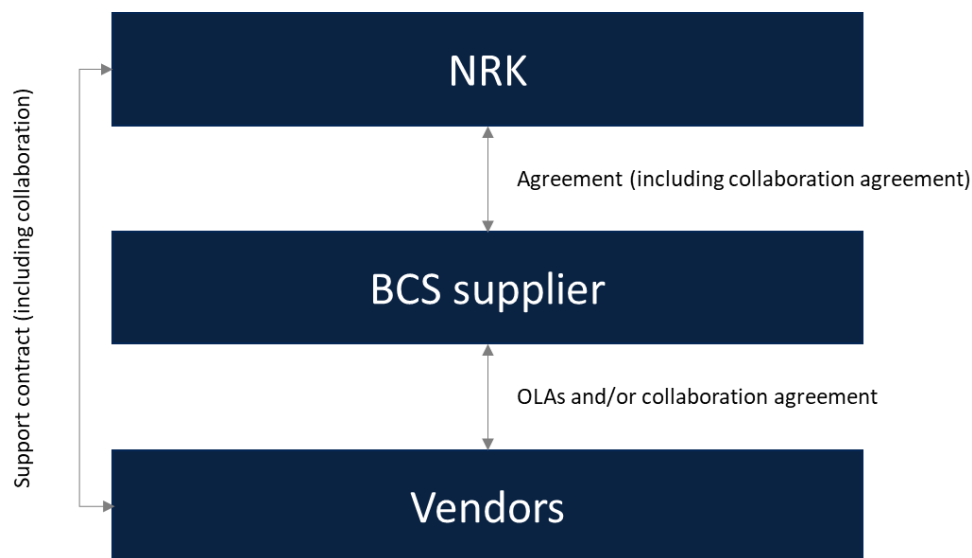 NRK
Agreement (including collaboration agreement)
BCS supplier
OLAs and/or collaboration agreement
Vendors
Support contract (including collaboration)